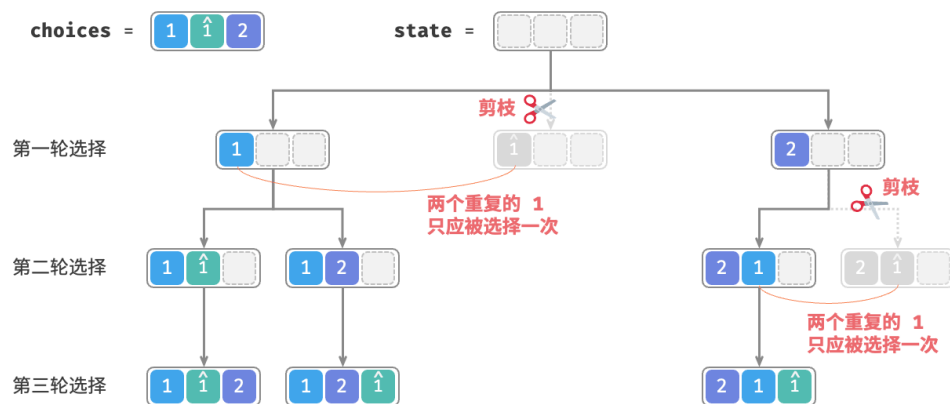 choices = 1 1̂ 2 state =
剪枝
第一轮选择 1 1̂ 2
剪枝
两个重复的 1
只应被选择一次
第二轮选择 1 1̂ 1 2 2 1 2 1̂
两个重复的 1
只应被选择一次
第三轮选择 1 1̂ 2 1 2 1̂ 2 1 1̂